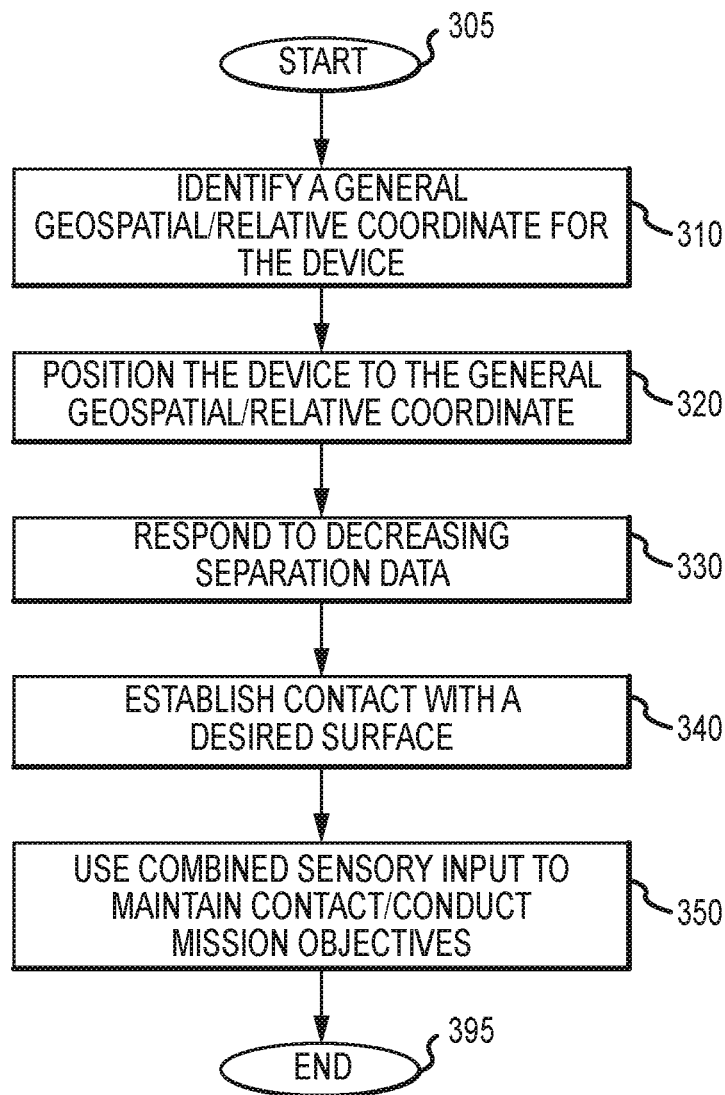 START
305
IDENTIFY A GENERAL
GEOSPATIAL/RELATIVE COORDINATE FOR
THE DEVICE
310
POSITION THE DEVICE TO THE GENERAL
GEOSPATIAL/RELATIVE COORDINATE
320
RESPOND TO DECREASING
SEPARATION DATA
330
ESTABLISH CONTACT WITH A
DESIRED SURFACE
340
USE COMBINED SENSORY INPUT TO
MAINTAIN CONTACT/CONDUCT
MISSION OBJECTIVES
350
END
395